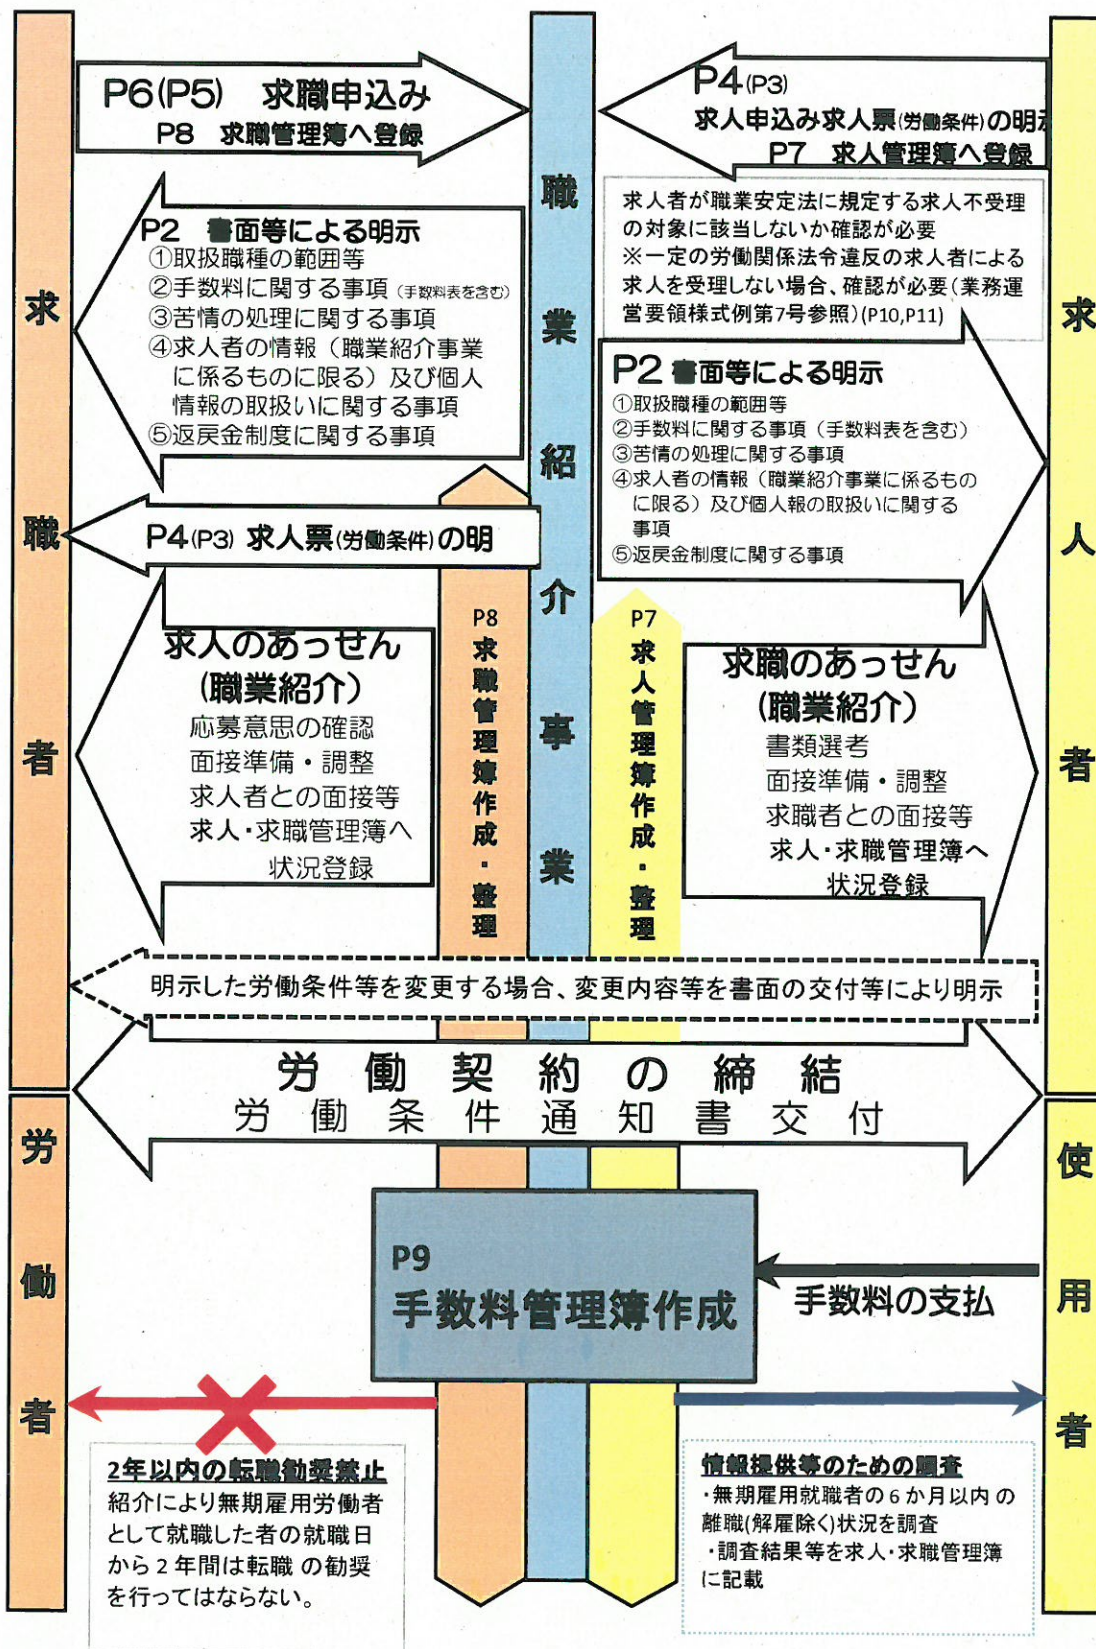 P6(P5) 求職申込み
P8 求職管理簿へ登録
P4(P3)
求人申込み求人票(労働条件)の明示
P7 求人管理簿へ登録
求人者が職業安定法に規定する求人不受理
の対象に該当しないか確認が必要
※一定の労働関係法令違反の求人者による
求人を受理しない場合、確認が必要(業務運
営要領様式例第7号参照)(P10,P11)
P2 書面等による明示
①取扱職種の範囲等
②手数料に関する事項(手数料表を含む)
③苦情の処理に関する事項
④求人者の情報(職業紹介事業
に係るものに限る)及び個人
情報の取扱いに関する事項
⑤返戻金制度に関する事項
P2 書面等による明示
①取扱職種の範囲等
②手数料に関する事項(手数料表を含む)
③苦情の処理に関する事項
④求人者の情報(職業紹介事業に係るもの
に限る)及び個人報の取扱いに関する
事項
⑤返戻金制度に関する事項
P4(P3) 求人票(労働条件)の明
求職者
職業紹介事業
求人者
求人のあっせん
(職業紹介)
応募意思の確認
面接準備・調整
求人者との面接等
求人・求職管理簿へ
状況登録
P8 求職管理簿作成・整理
P7 求人管理簿作成・整理
求職のあっせん
(職業紹介)
書類選考
面接準備・調整
求職者との面接等
求人・求職管理簿へ
状況登録
明示した労働条件等を変更する場合、変更内容等を書面の交付等により明示
労働契約の締結
労働条件通知書交付
労働者
使用者
P9
手数料管理簿作成
手数料の支払
2年以内の転職勧奨禁止
紹介により無期雇用労働者
として就職した者の就職日
から2年間は転職の勧奨
を行ってはならない。
情報提供等のための調査
・無期雇用就職者の6か月以内の
離職(解雇除く)状況を調査
・調査結果等を求人・求職管理簿
に記載